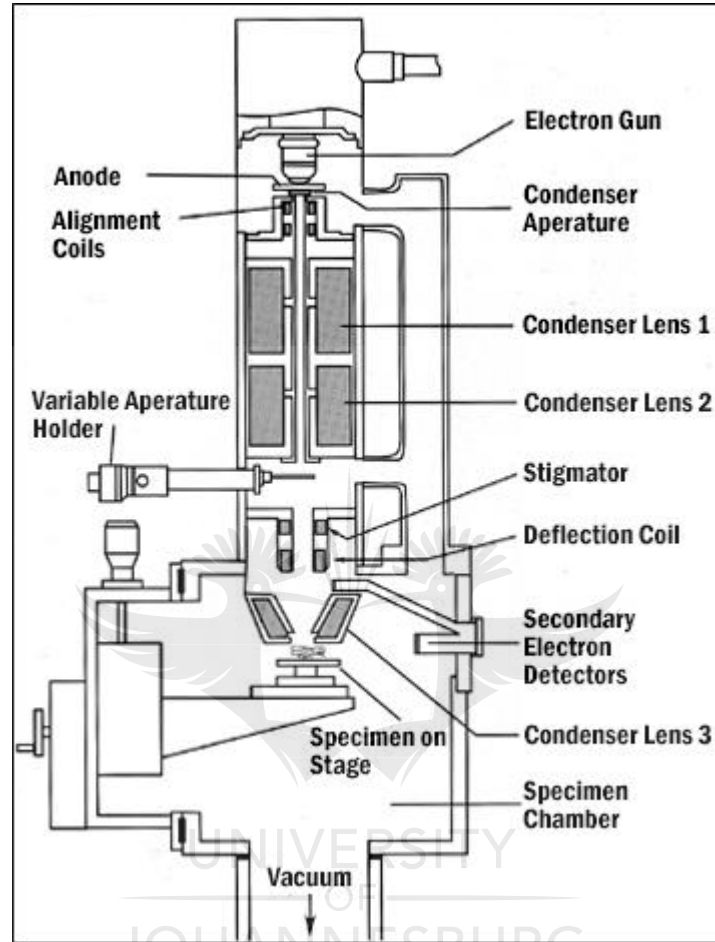 Electron Gun
Anode
Condenser
Aperature
Alignment
Coils
Condenser Lens 1
Variable Aperature
Holder
Condenser Lens 2
Stigmator
Deflection Coil
Secondary
Electron
Detectors
Specimen on
Stage
Condenser Lens 3
Specimen
Chamber
UNIVERSITY
Vacuum
OF
JOHANNESBURG